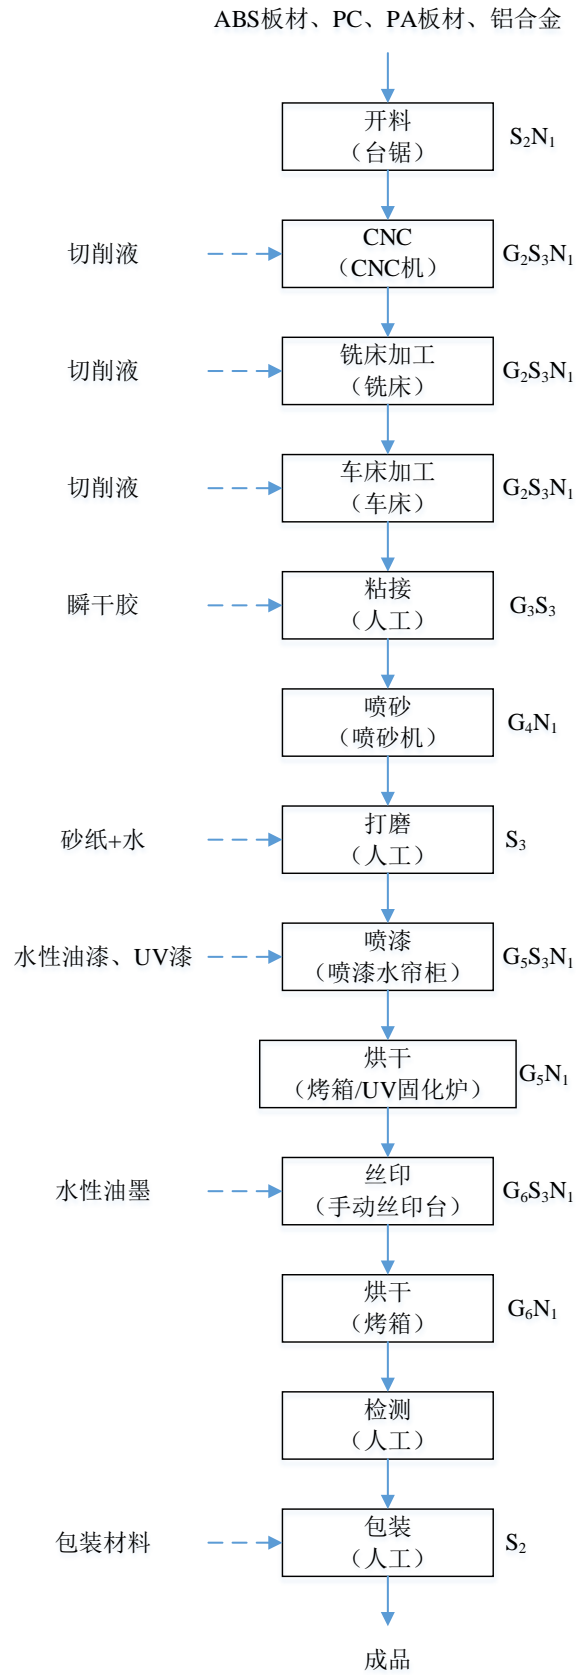 ABS板材、PC、PA板材、铝合金
开料
（台锯）
S₂N₁
切削液
CNC
（CNC机）
G₂S₃N₁
切削液
铣床加工
（铣床）
G₂S₃N₁
切削液
车床加工
（车床）
G₂S₃N₁
瞬干胶
粘接
（人工）
G₃S₃
喷砂
（喷砂机）
G₄N₁
砂纸+水
打磨
（人工）
S₃
水性油漆、UV漆
喷漆
（喷漆水帘柜）
G₅S₃N₁
烘干
（烤箱/UV固化炉）
G₅N₁
水性油墨
丝印
（手动丝印台）
G₆S₃N₁
烘干
（烤箱）
G₆N₁
检测
（人工）
包装材料
包装
（人工）
S₂
成品